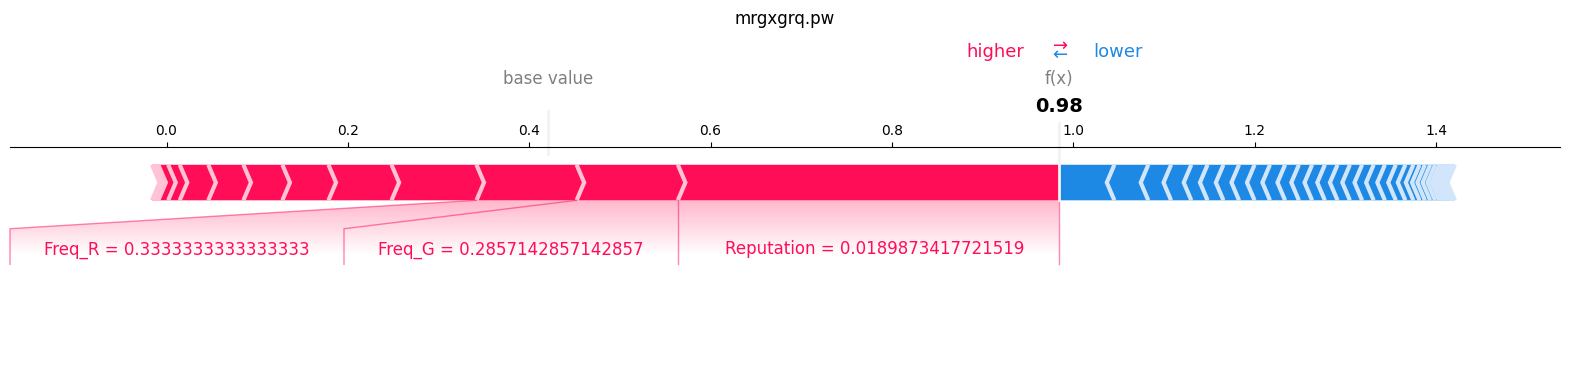 mrgxgrq.pw
higher ⇄ lower
base value f(x)
0.98
0.0 0.2 0.4 0.6 0.8 1.0 1.2 1.4
Freq_R = 0.3333333333333333 Freq_G = 0.2857142857142857 Reputation = 0.0189873417721519